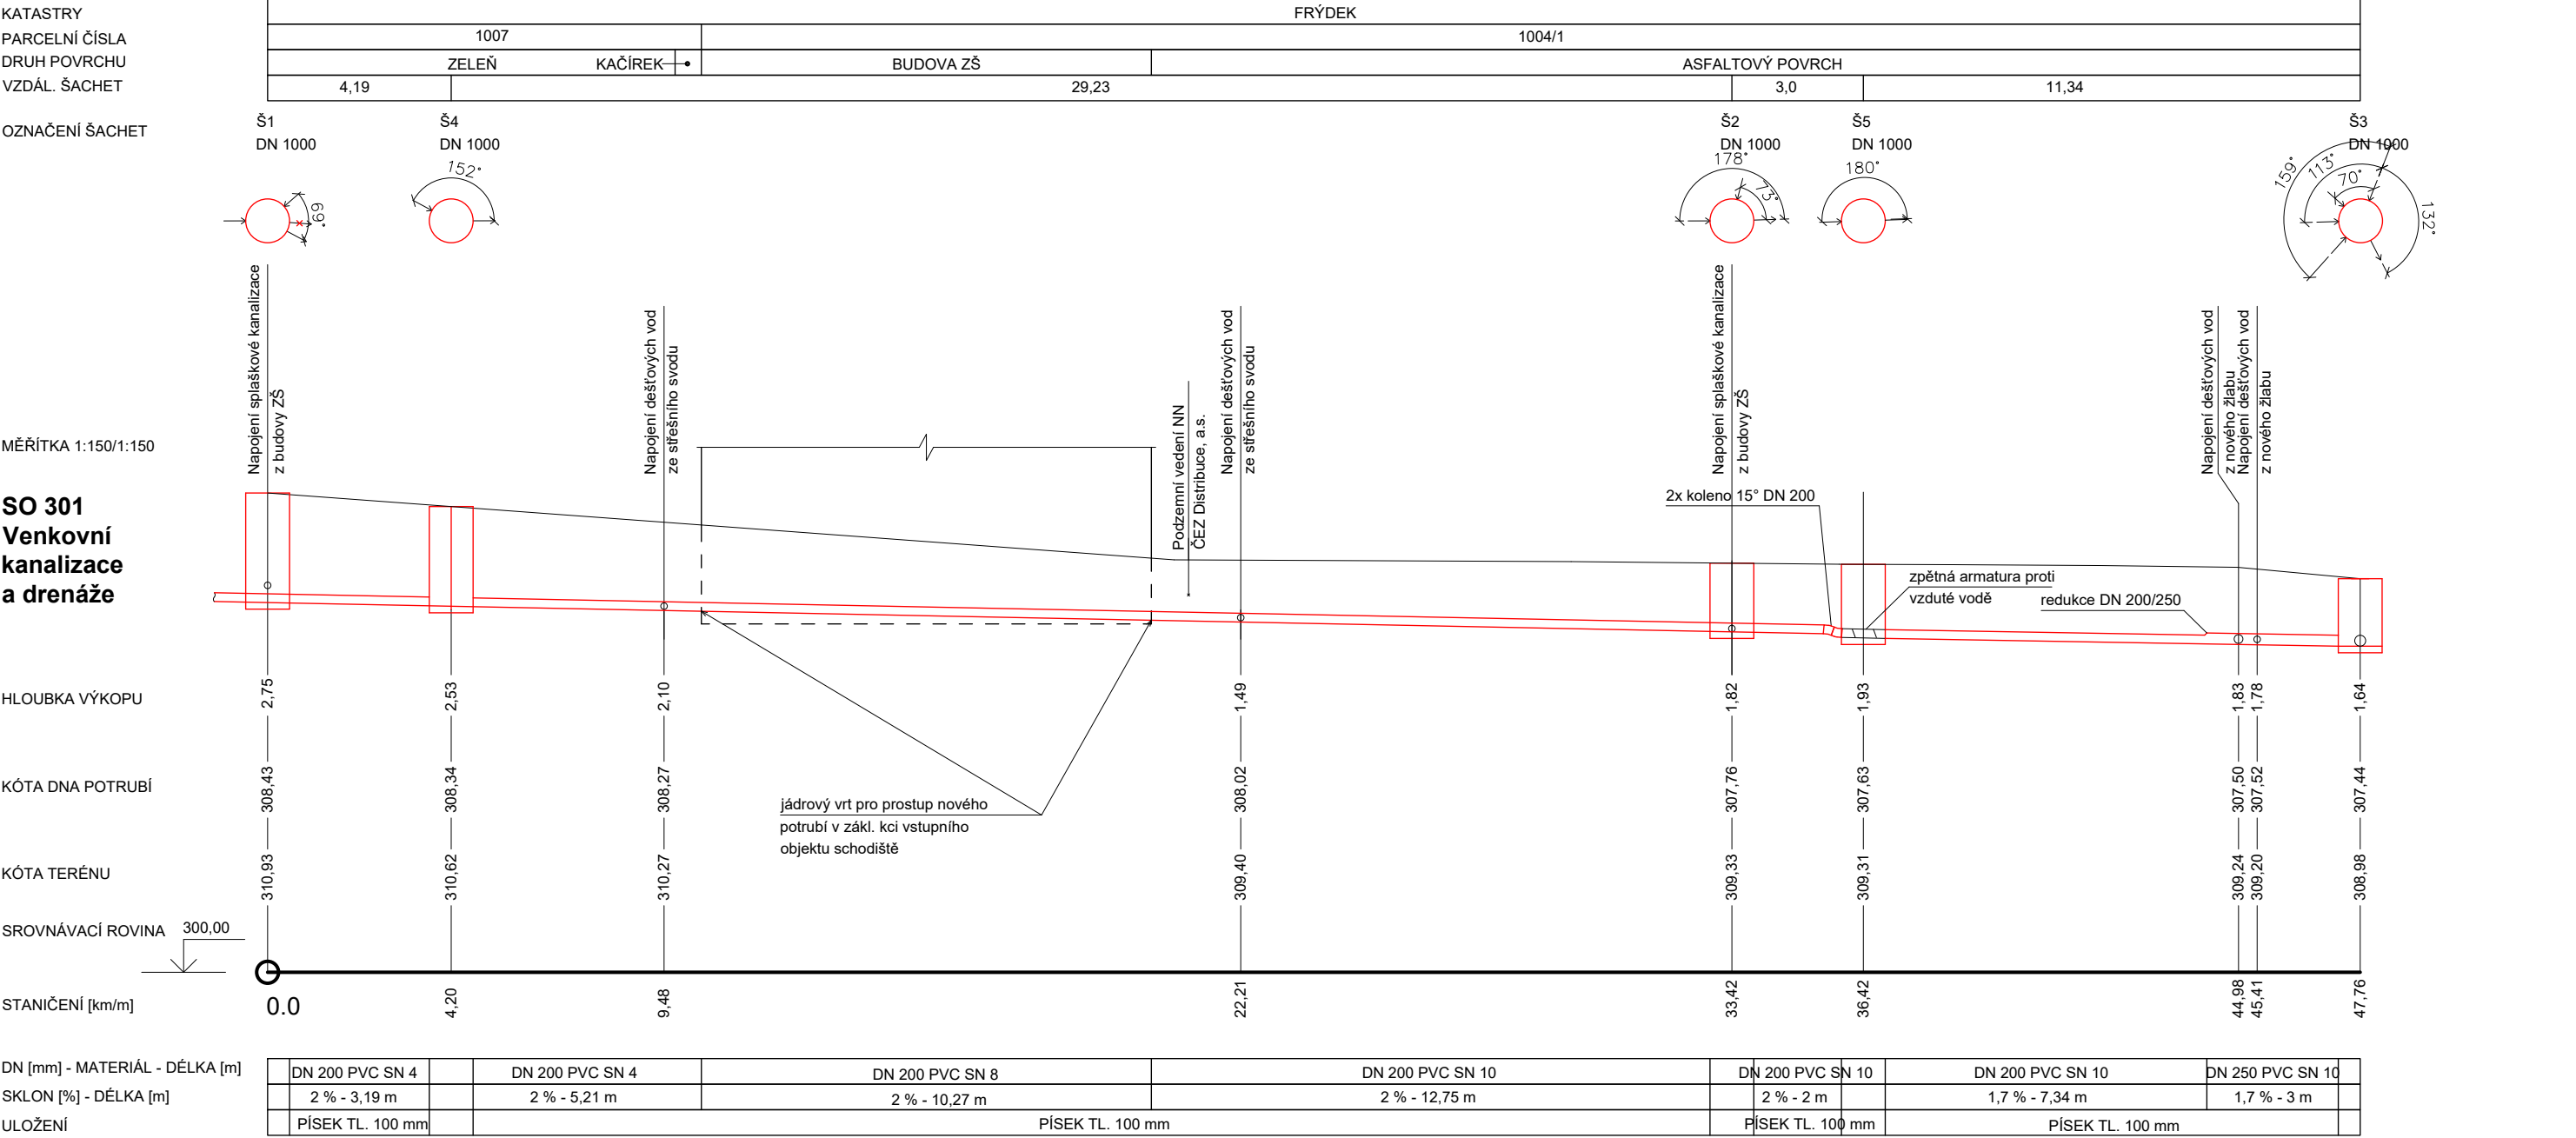 KATASTRY
FRÝDEK
PARCELNÍ ČÍSLA
1007
1004/1
DRUH POVRCHU
ZELEŇ
KAČÍREK
BUDOVA ZŠ
ASFALTOVÝ POVRCH
VZDÁL. ŠACHET
4,19
29,23
3,0
11,34
OZNAČENÍ ŠACHET
Š1
DN 1000
Š4
DN 1000
Š2
DN 1000
Š5
DN 1000
Š3
DN 1000
69°
152°
178°
73°
180°
159°
113°
70°
132°
Napojení splaškové kanalizace
z budovy ZŠ
Napojení dešťových vod
ze střešního svodu
Podzemní vedení NN
ČEZ Distribuce, a.s.
Napojení dešťových vod
ze střešního svodu
Napojení splaškové kanalizace
z budovy ZŠ
Napojení dešťových vod
z nového žlabu
Napojení dešťových vod
z nového žlabu
MĚŘÍTKA 1:150/1:150
SO 301
Venkovní
kanalizace
a drenáže
2x koleno 15° DN 200
zpětná armatura proti
vzduté vodě
redukce DN 200/250
HLOUBKA VÝKOPU
2,75
2,53
2,10
1,49
1,82
1,93
1,83
1,78
1,64
KÓTA DNA POTRUBÍ
308,43
308,34
308,27
308,02
307,76
307,63
307,50
307,52
307,44
jádrový vrt pro prostup nového
potrubí v zákl. kci vstupního
objektu schodiště
KÓTA TERÉNU
310,93
310,62
310,27
309,40
309,33
309,31
309,24
309,20
308,98
SROVNÁVACÍ ROVINA
300,00
STANIČENÍ [km/m]
0.0
4,20
9,48
22,21
33,42
36,42
44,98
45,41
47,76
DN [mm] - MATERIÁL - DÉLKA [m]
DN 200 PVC SN 4
DN 200 PVC SN 4
DN 200 PVC SN 8
DN 200 PVC SN 10
DN 200 PVC SN 10
DN 200 PVC SN 10
DN 250 PVC SN 10
SKLON [%] - DÉLKA [m]
2 % - 3,19 m
2 % - 5,21 m
2 % - 10,27 m
2 % - 12,75 m
2 % - 2 m
1,7 % - 7,34 m
1,7 % - 3 m
ULOŽENÍ
PÍSEK TL. 100 mm
PÍSEK TL. 100 mm
PÍSEK TL. 100 mm
PÍSEK TL. 100 mm